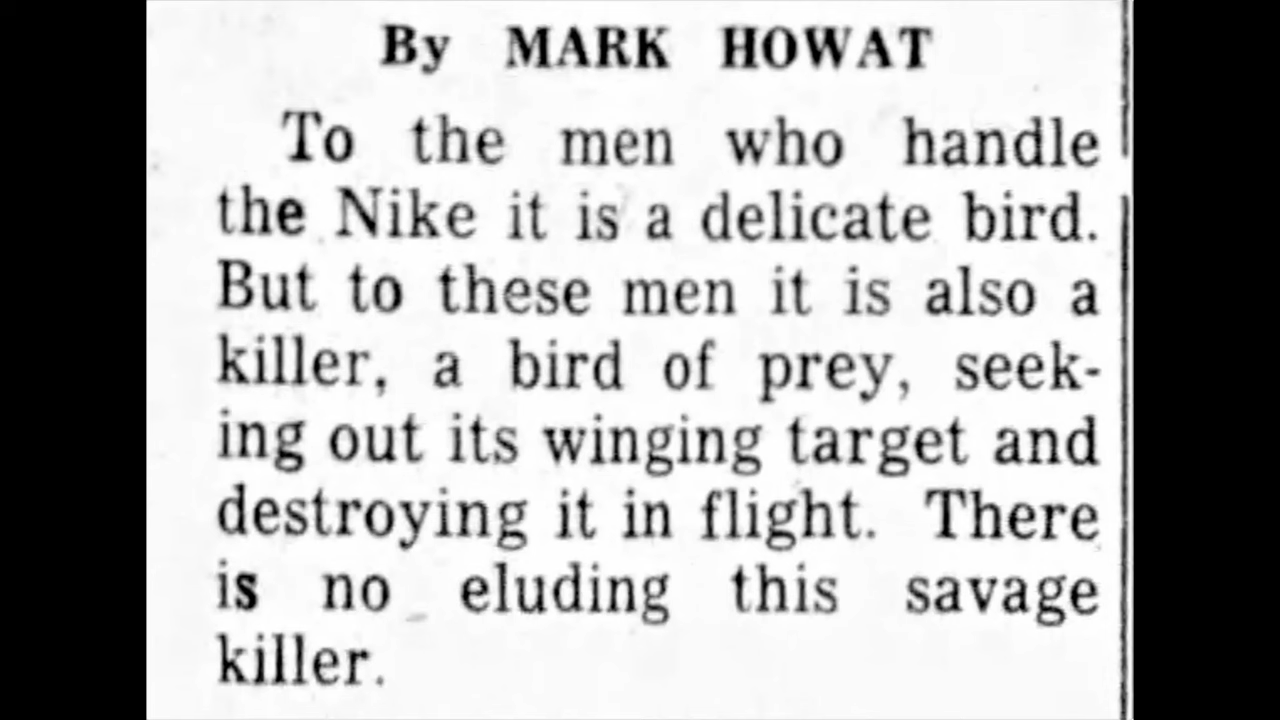 By MARK HOWAT
To the men who handle
the Nike it is a delicate bird.
But to these men it is also a
killer, a bird of prey, seek-
ing out its winging target and
destroying it in flight. There
is no eluding this savage
killer.